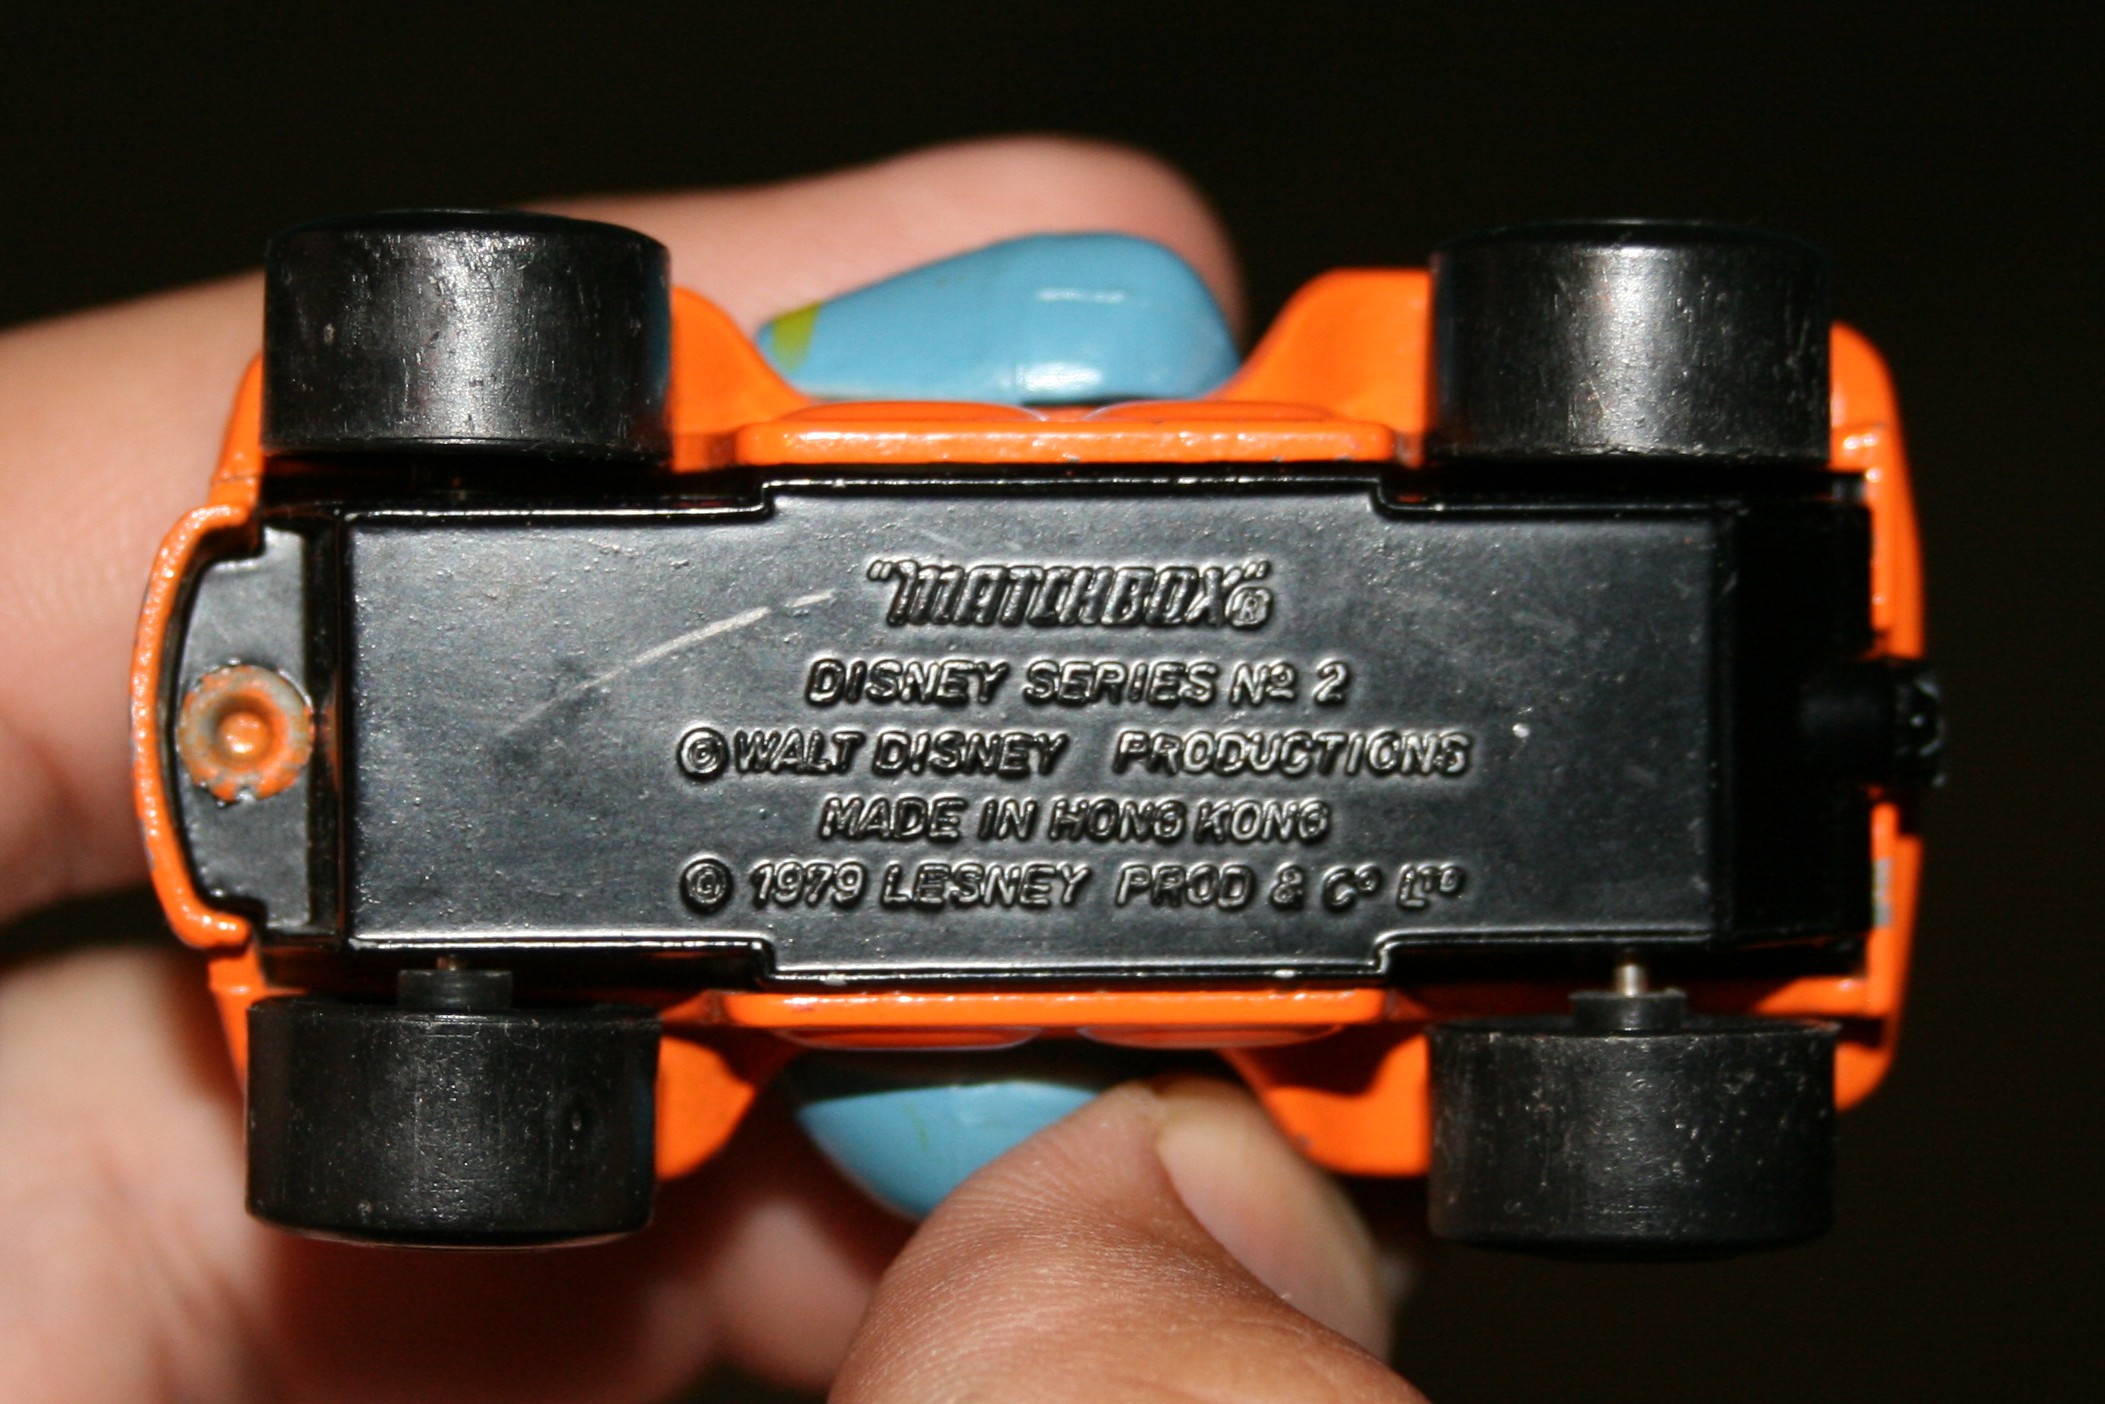 "MATCHBOX"®
DISNEY SERIES Nº 2
© WALT DISNEY PRODUCTIONS
MADE IN HONG KONG
© 1979 LESNEY PROD & Cº Lᵀᴰ